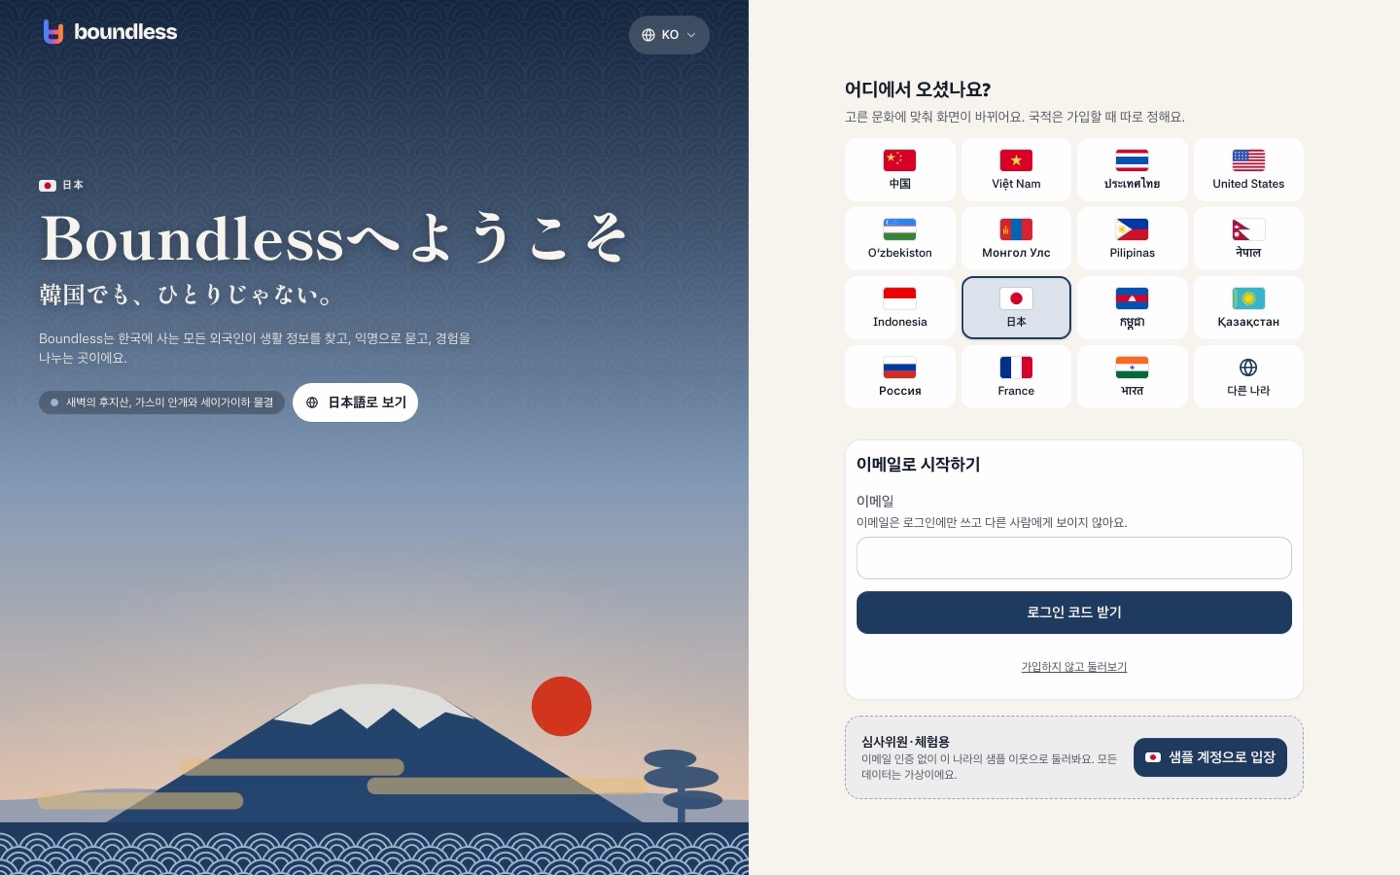 boundless
KO
日本
Boundlessへようこそ
韓国でも、ひとりじゃない。
Boundless는 한국에 사는 모든 외국인이 생활 정보를 찾고, 익명으로 묻고, 경험을
나누는 곳이에요.
새벽의 후지산, 가스미 안개와 세이가이하 물결
日本語로 보기
어디에서 오셨나요?
고른 문화에 맞춰 화면이 바뀌어요. 국적은 가입할 때 따로 정해요.
中国
Việt Nam
ประเทศไทย
United States
Oʻzbekiston
Монгол Улс
Pilipinas
नेपाल
Indonesia
日本
កម្ពុជា
Қазақстан
Россия
France
भारत
다른 나라
이메일로 시작하기
이메일
이메일은 로그인에만 쓰고 다른 사람에게 보이지 않아요.
로그인 코드 받기
가입하지 않고 둘러보기
심사위원·체험용
이메일 인증 없이 이 나라의 샘플 이웃으로 둘러봐요. 모든
데이터는 가상이에요.
샘플 계정으로 입장